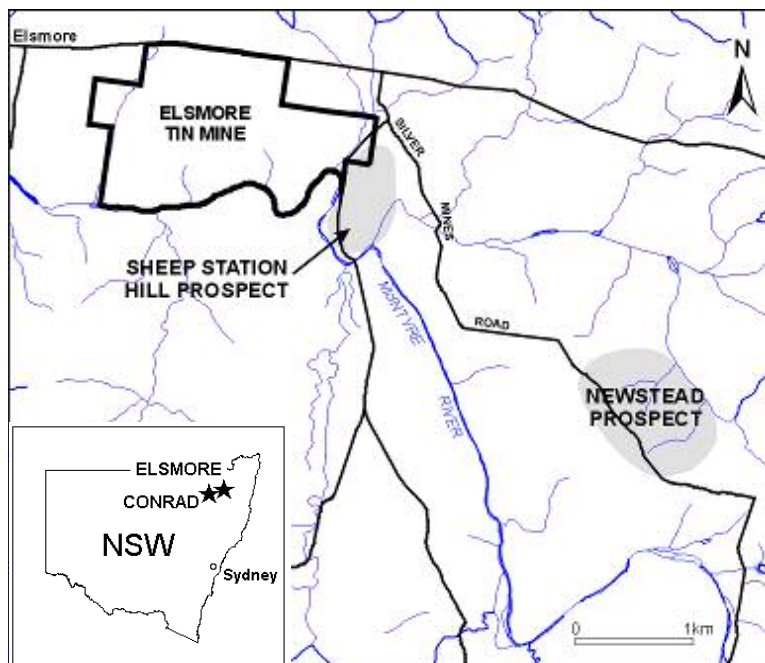 Elsmore
N
ELSMORE
TIN MINE
SILVER
MINES
ROAD
SHEEP STATION
HILL PROSPECT
McINTYRE
RIVER
NEWSTEAD
PROSPECT
ELSMORE
CONRAD
NSW
Sydney
0 1km